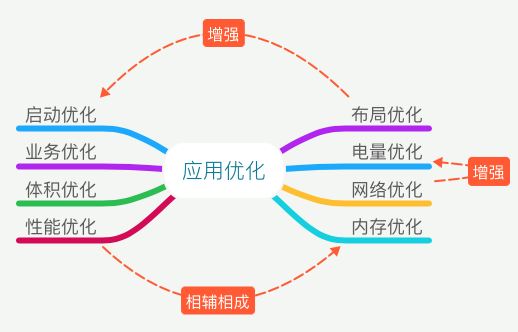 增强
启动优化
业务优化
体积优化
性能优化
应用优化
布局优化
电量优化
网络优化
内存优化
增强
相辅相成